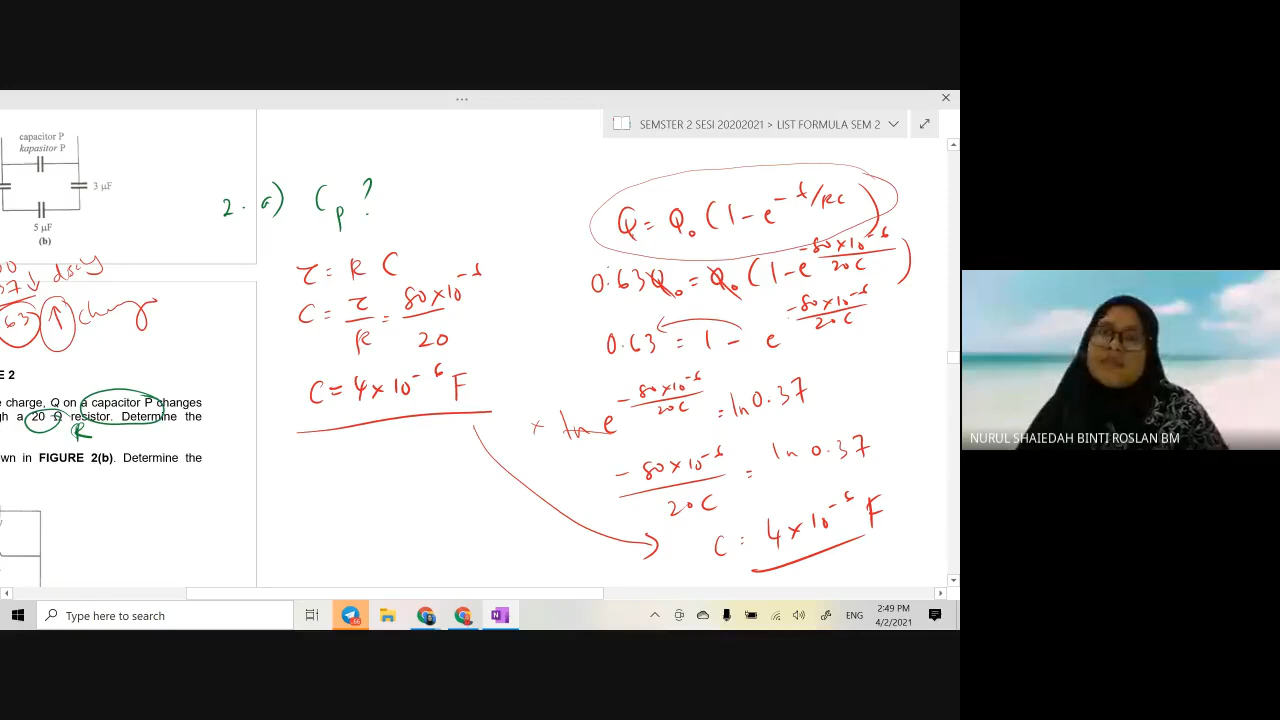 SEMSTER 2 SESI 20202021 > LIST FORMULA SEM 2
capacitor P
kapasitor P
3 µF
5 µF
(b)
↓ decay
63 ↑ charge
E 2
e charge, Q on a capacitor P changes
gh a 20 Ω resistor. Determine the
R
wn in FIGURE 2(b). Determine the
2. a) Cp?
τ = RC
C = τ/R = 80×10^-6/20
C = 4×10^-6 F
Q = Q₀ (1 - e^-t/RC)
0.63Q₀ = Q₀ (1 - e^-80×10^-6/20C)
0.63 = 1 - e^-80×10^-6/20C
× ln e^-80×10^-6/20C = ln 0.37
-80×10^-6/20C = ln 0.37
C = 4×10^-6 F
NURUL SHAIEDAH BINTI ROSLAN BM
Type here to search
ENG
2:49 PM
4/2/2021